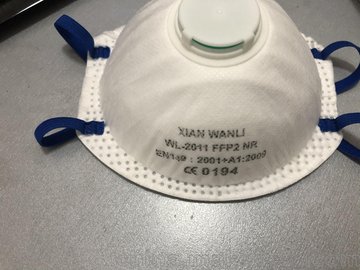 XIAN WANLI
WL-2011 FFP2 NR
EN149 : 2001+A1:2009
CE 0194